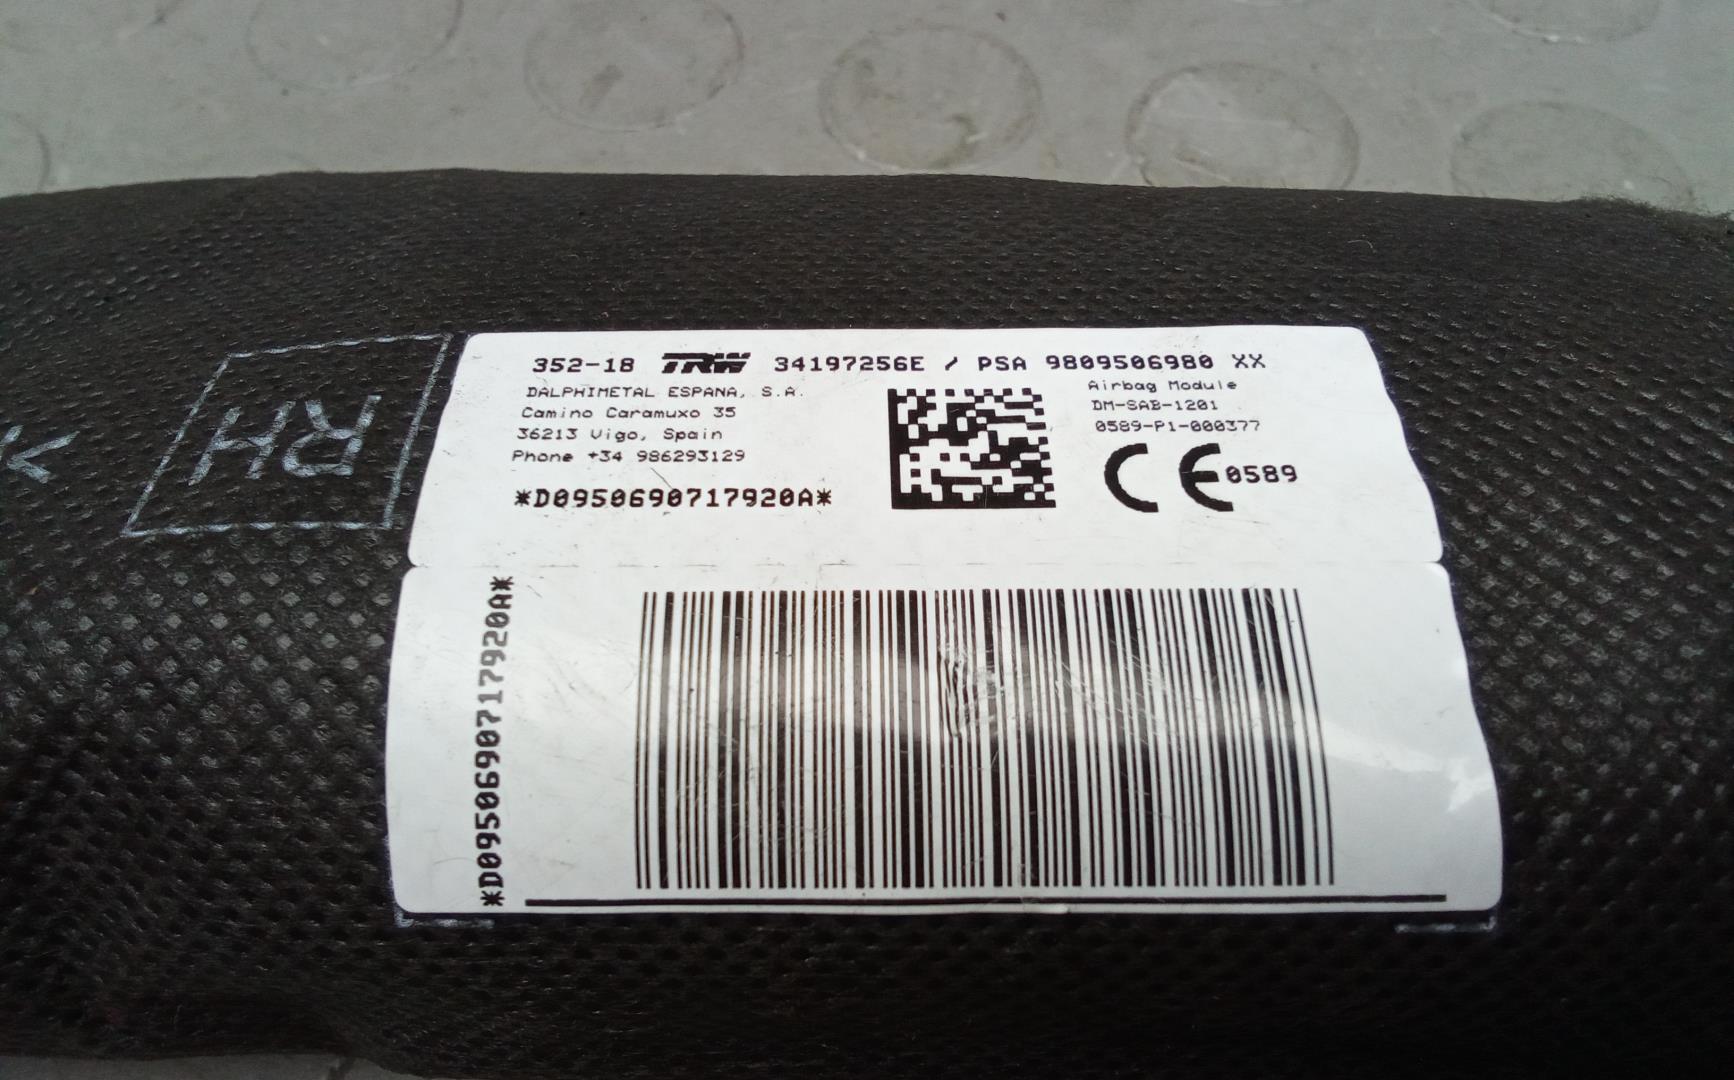 352-18 TRW 34197256E / PSA 9809506980 XX
DALPHIMETAL ESPANA, S.A.
Camino Caramuxo 35
36213 Vigo, Spain
Phone +34 986293129
*D0950690717920A*
Airbag Module
DM-SAB-1201
0589-P1-000377
CE 0589
*D0950690717920A*
RH